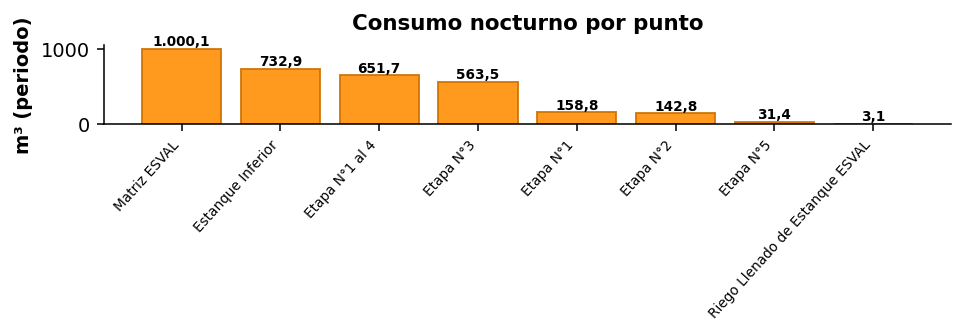 Consumo nocturno por punto
m³ (periodo)
1000
0
1.000,1
732,9
651,7
563,5
158,8
142,8
31,4
3,1
Matriz ESVAL
Estanque Inferior
Etapa N°1 al 4
Etapa N°3
Etapa N°1
Etapa N°2
Etapa N°5
Riego Llenado de Estanque ESVAL